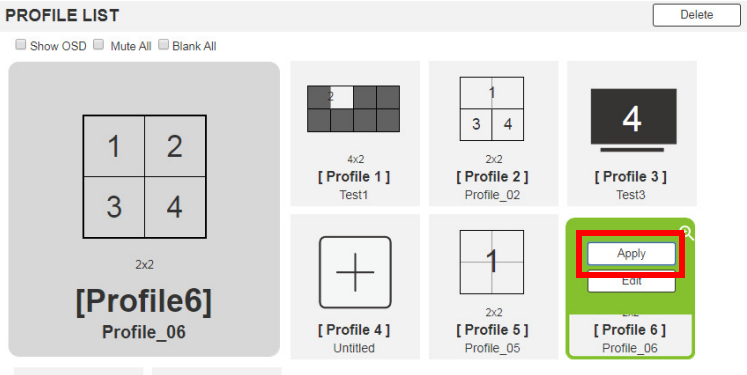 PROFILE LIST
Delete
Show OSD Mute All Blank All
1 2
3 4
2x2
[Profile6]
Profile_06
2
4x2
[ Profile 1 ]
Test1
1
3 4
2x2
[ Profile 2 ]
Profile_02
4
[ Profile 3 ]
Test3
[ Profile 4 ]
Untitled
1
2x2
[ Profile 5 ]
Profile_05
Apply
Edit
[ Profile 6 ]
Profile_06